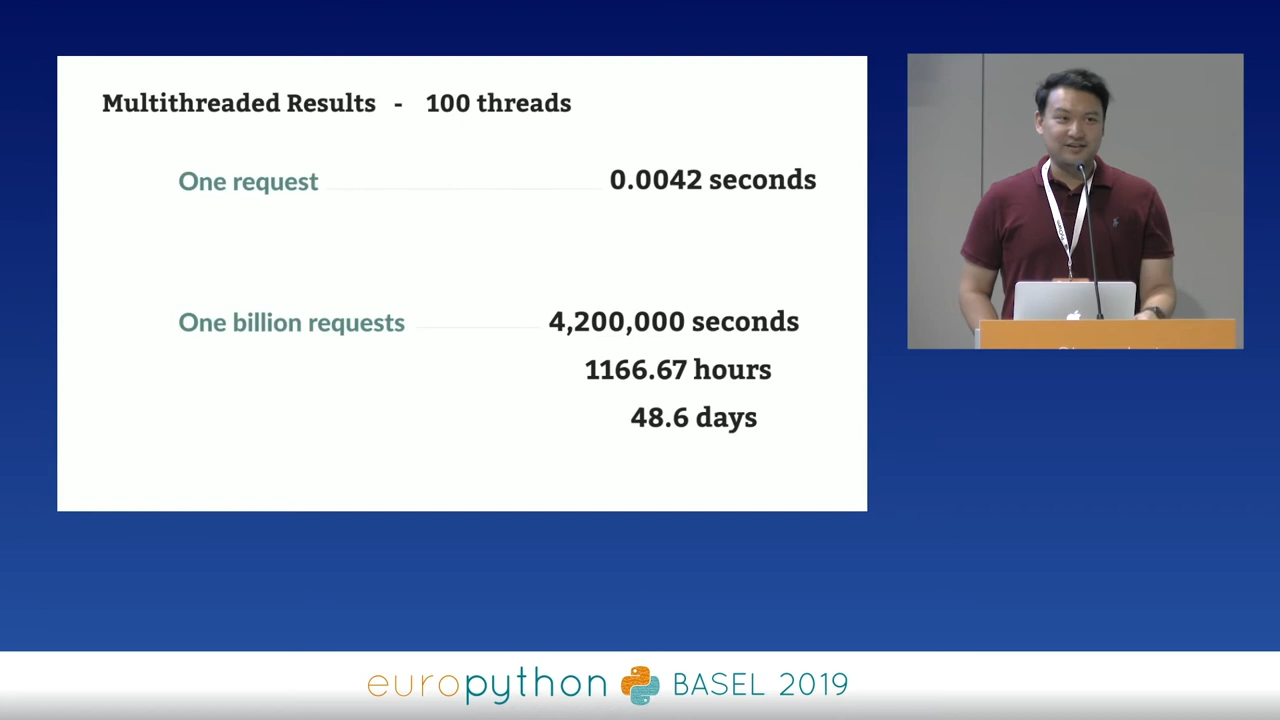 Multithreaded Results - 100 threads
One request 0.0042 seconds
One billion requests 4,200,000 seconds
1166.67 hours
48.6 days
europython BASEL 2019